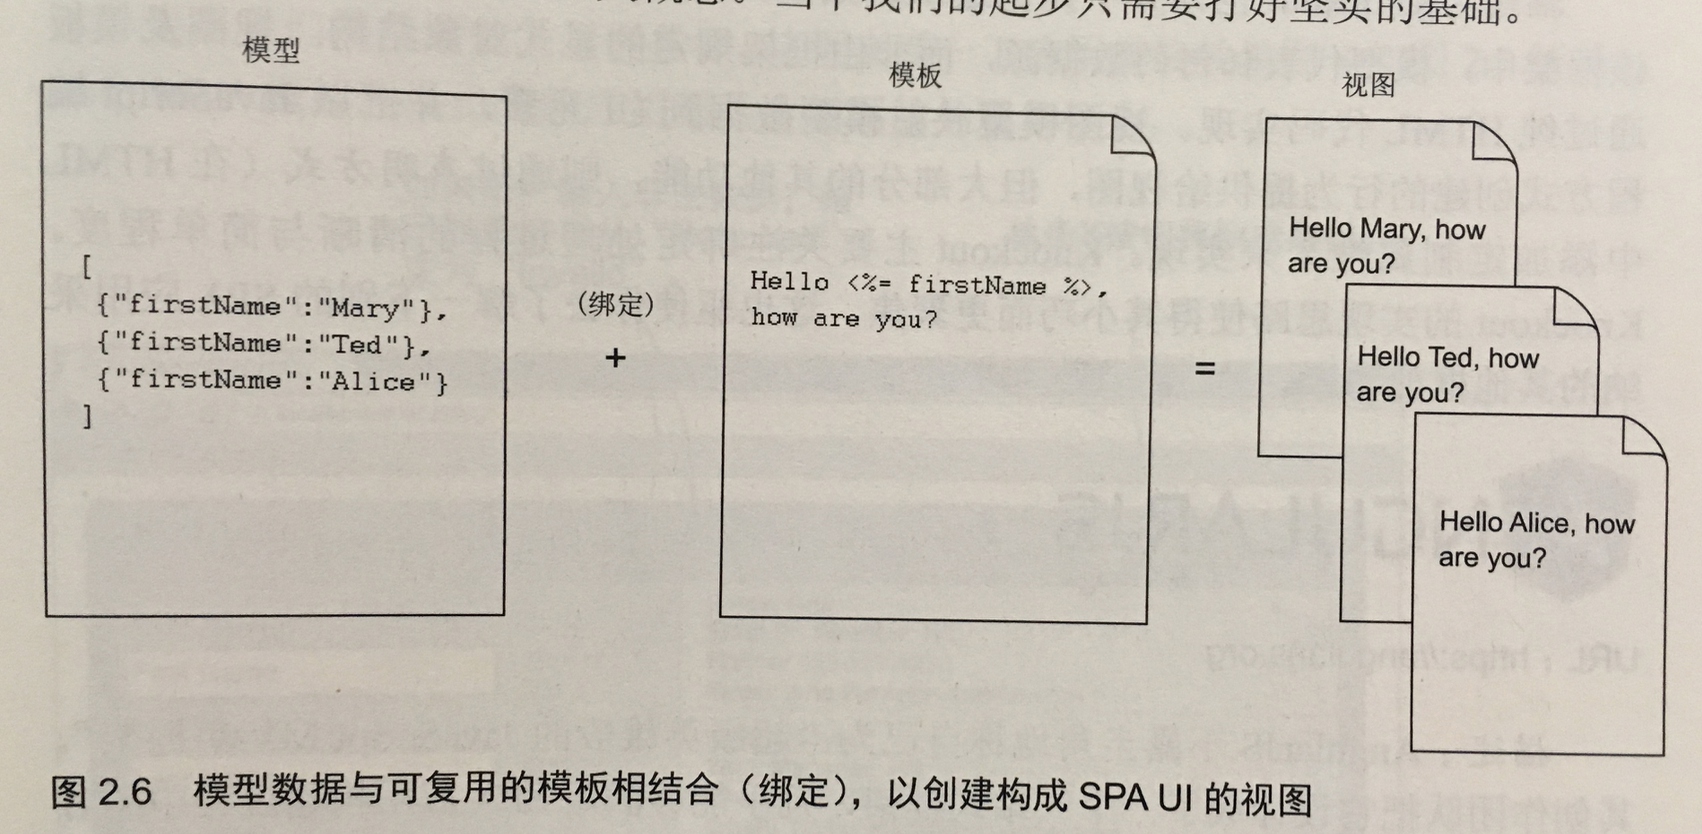 当下我们的起步只需要打好坚实的基础。
模型
模板
视图
[
{"firstName":"Mary"},
{"firstName":"Ted"},
{"firstName":"Alice"}
]
(绑定)
+
Hello <%= firstName %>,
how are you?
=
Hello Mary, how
are you?
Hello Ted, how
are you?
Hello Alice, how
are you?
图 2.6 模型数据与可复用的模板相结合（绑定），以创建构成 SPA UI 的视图